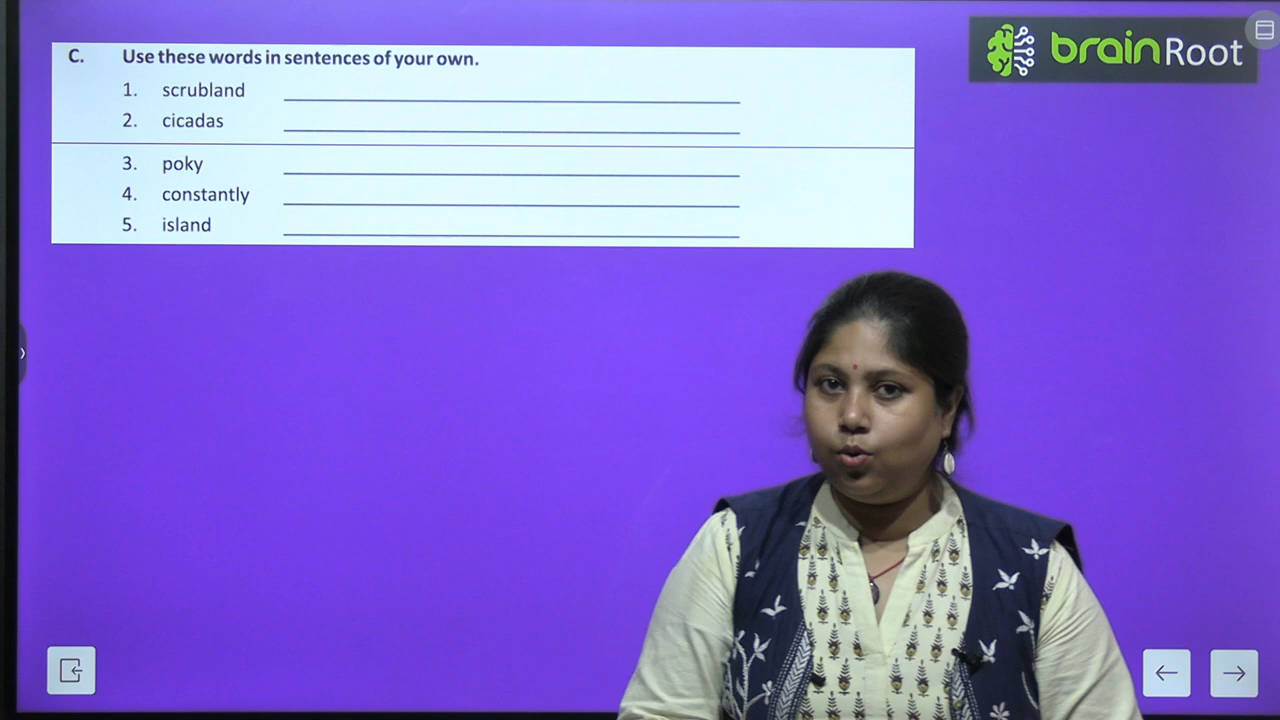 brainRoot
C. Use these words in sentences of your own.
1. scrubland
2. cicadas
3. poky
4. constantly
5. island